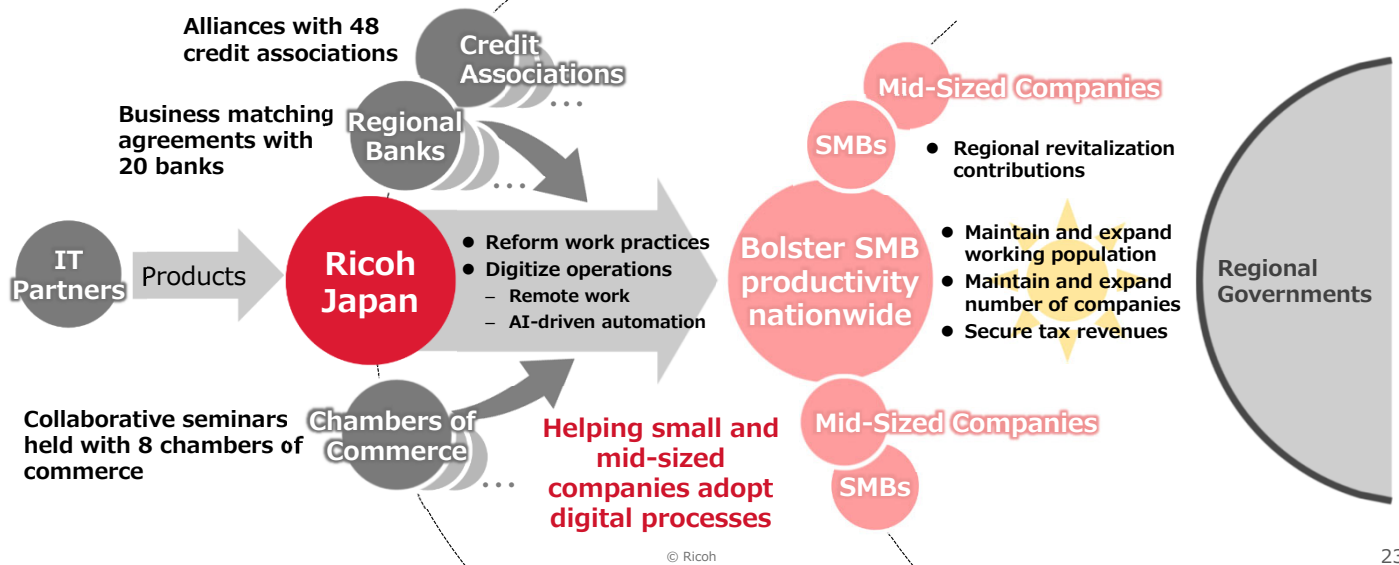 Alliances with 48
credit associations
Credit
Associations
...
Business matching
agreements with
20 banks
Regional
Banks
...
IT
Partners
Products
Ricoh
Japan
● Reform work practices
● Digitize operations
– Remote work
– AI-driven automation
Collaborative seminars
held with 8 chambers of
commerce
Chambers of
Commerce
...
Helping small and
mid-sized
companies adopt
digital processes
Mid-Sized Companies
SMBs
Bolster SMB
productivity
nationwide
● Regional revitalization
contributions
● Maintain and expand
working population
● Maintain and expand
number of companies
● Secure tax revenues
Mid-Sized Companies
SMBs
Regional
Governments
© Ricoh
23